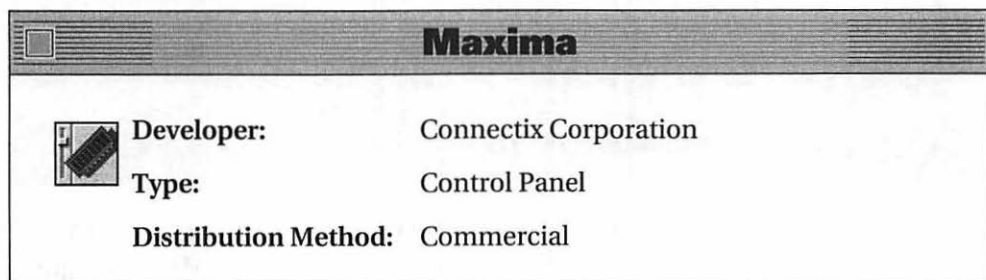 Maxima
Developer: Connectix Corporation
Type: Control Panel
Distribution Method: Commercial